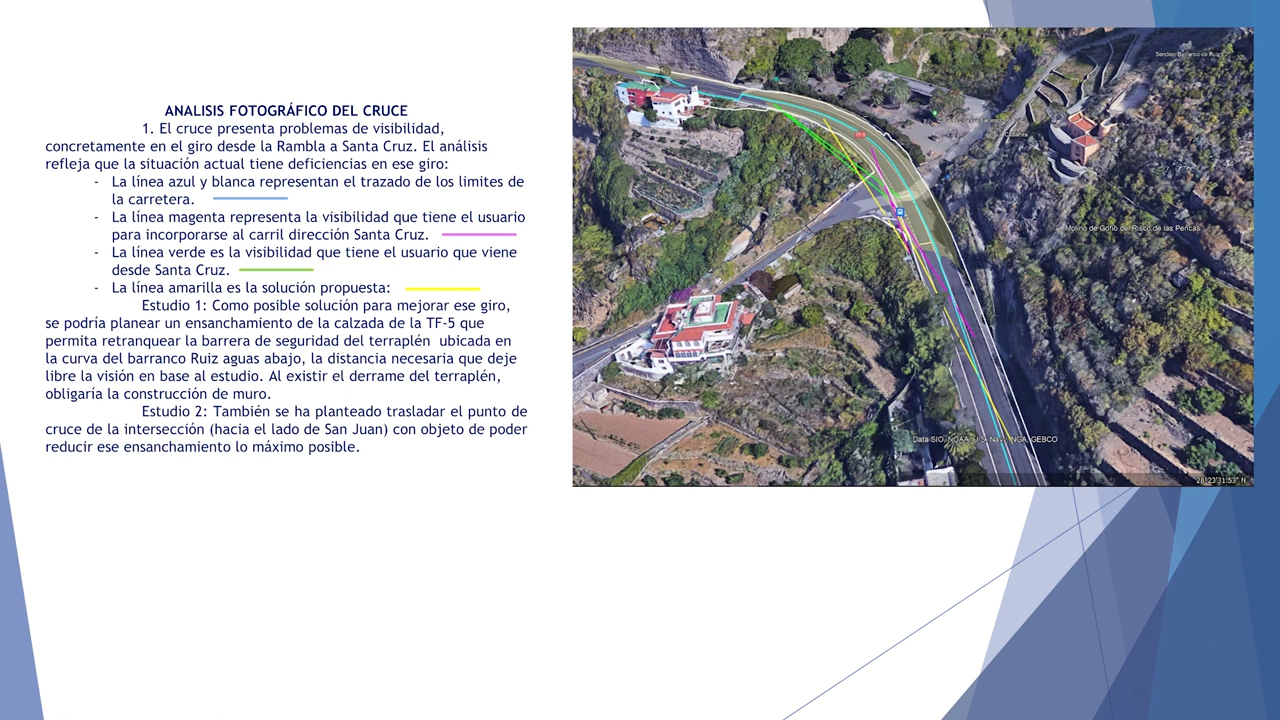 ANALISIS FOTOGRÁFICO DEL CRUCE
1. El cruce presenta problemas de visibilidad,
concretamente en el giro desde la Rambla a Santa Cruz. El análisis
refleja que la situación actual tiene deficiencias en ese giro:
- La línea azul y blanca representan el trazado de los limites de
la carretera.
- La línea magenta representa la visibilidad que tiene el usuario
para incorporarse al carril dirección Santa Cruz.
- La línea verde es la visibilidad que tiene el usuario que viene
desde Santa Cruz.
- La línea amarilla es la solución propuesta:
Estudio 1: Como posible solución para mejorar ese giro,
se podría planear un ensanchamiento de la calzada de la TF-5 que
permita retranquear la barrera de seguridad del terraplén ubicada en
la curva del barranco Ruiz aguas abajo, la distancia necesaria que deje
libre la visión en base al estudio. Al existir el derrame del terraplén,
obligaría la construcción de muro.
Estudio 2: También se ha planteado trasladar el punto de
cruce de la intersección (hacia el lado de San Juan) con objeto de poder
reducir ese ensanchamiento lo máximo posible.
Sendero Barranco de Ruiz
TF-5
Molino de Gofio del Risco de las Pencas
Data SIO, NOAA, U.S. Navy, NGA, GEBCO
28°23'31.53" N